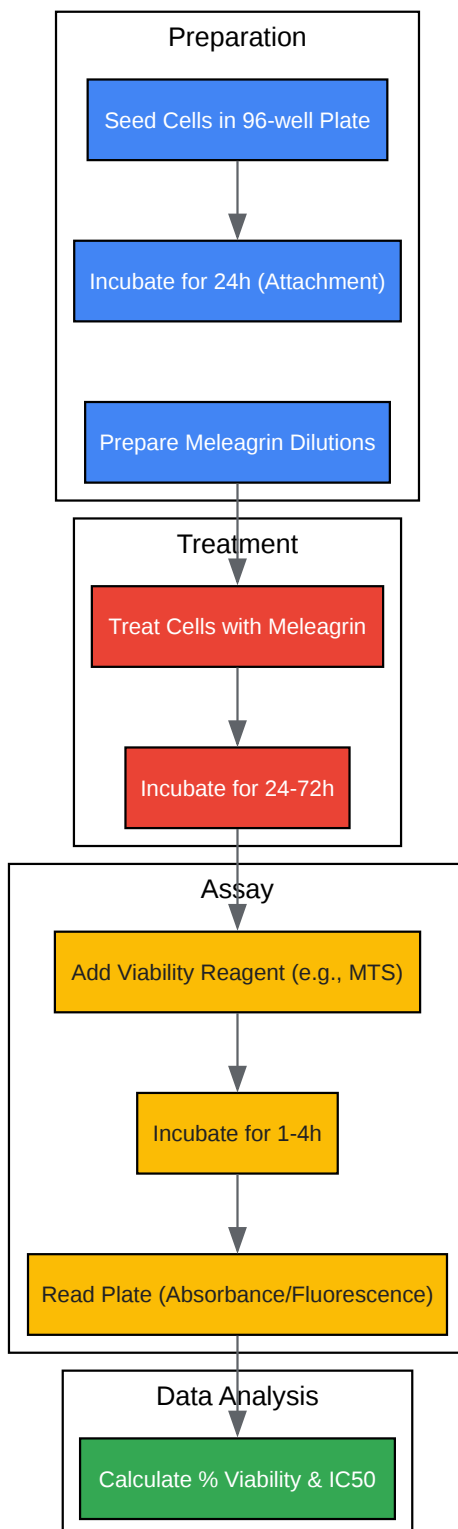 Preparation
Seed Cells in 96-well Plate
Incubate for 24h (Attachment)
Prepare Meleagrin Dilutions
Treatment
Treat Cells with Meleagrin
Incubate for 24-72h
Assay
Add Viability Reagent (e.g., MTS)
Incubate for 1-4h
Read Plate (Absorbance/Fluorescence)
Data Analysis
Calculate % Viability & IC50